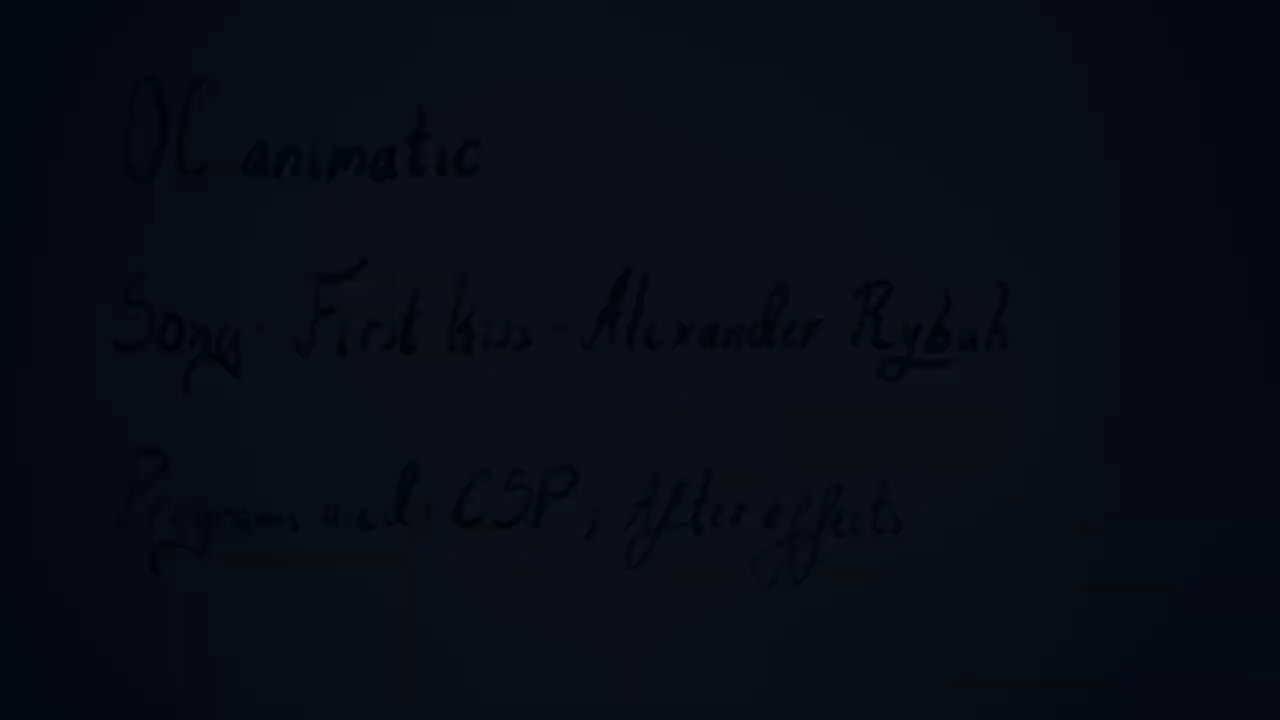 OC animatic
Song: First kiss - Alexander Rybak
Programs used: CSP, After effects